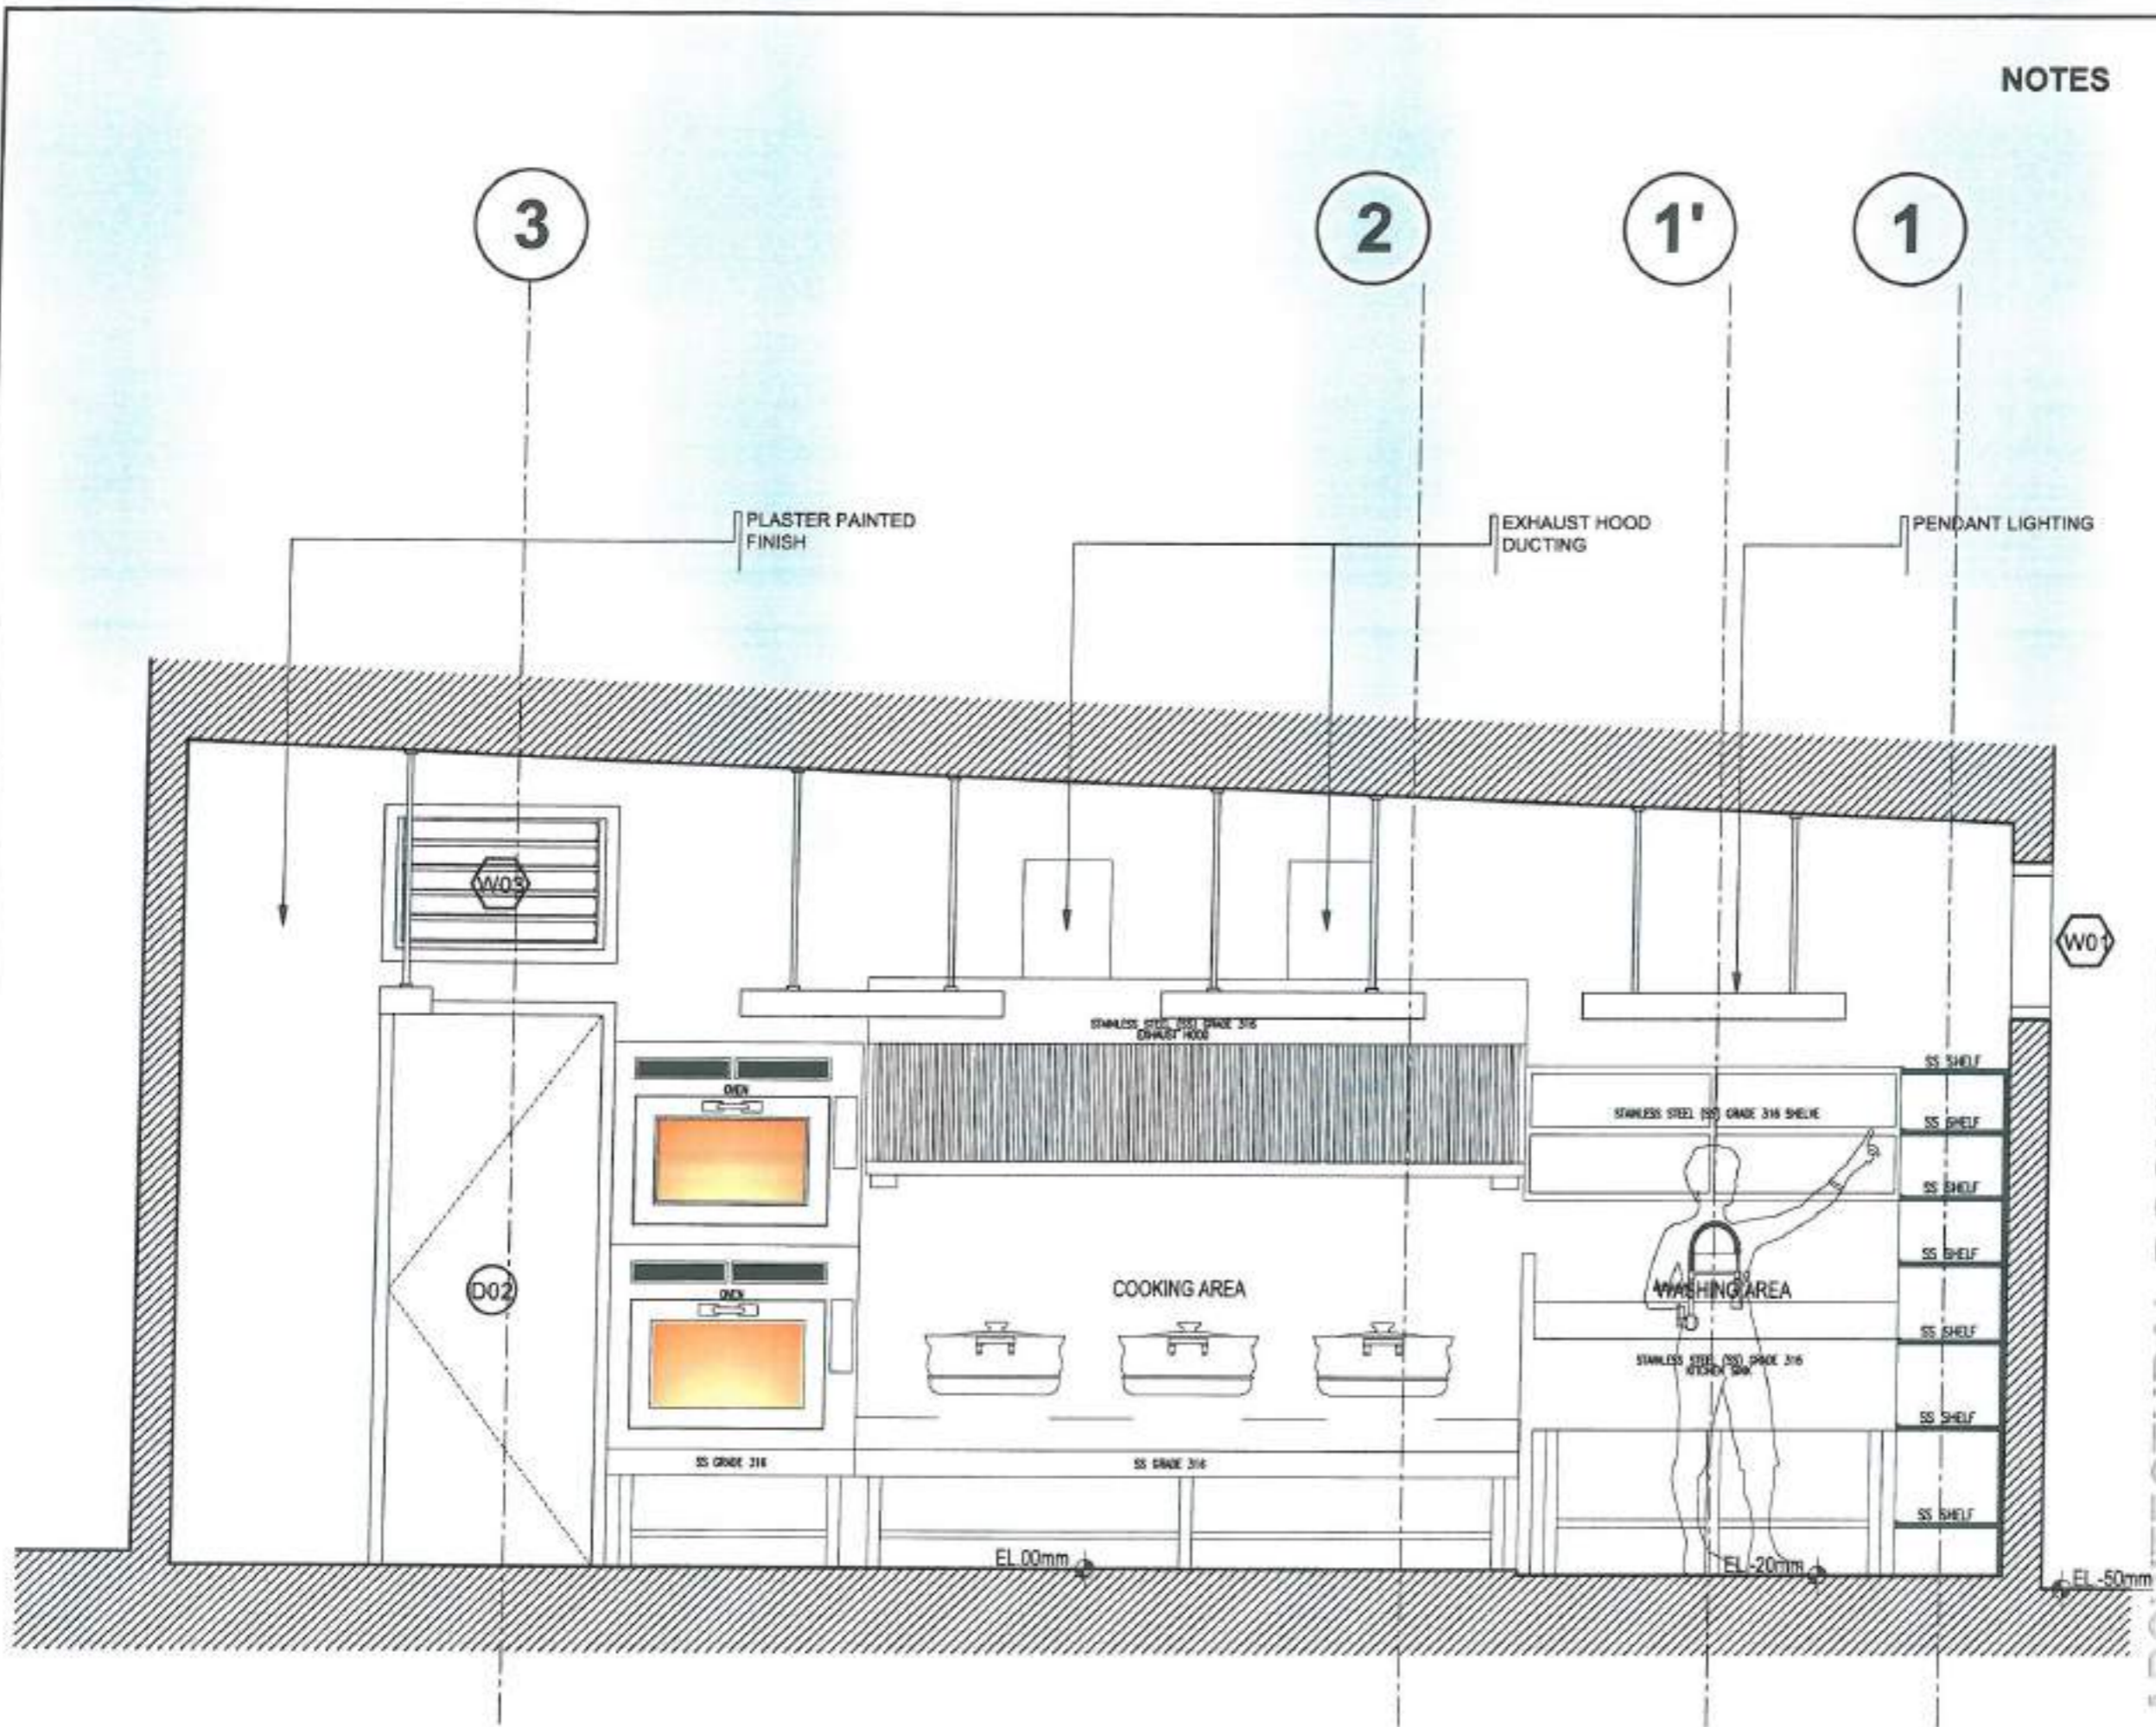 NOTES
3
2
1'
1
PLASTER PAINTED
FINISH
EXHAUST HOOD
DUCTING
PENDANT LIGHTING
W03
W01
STAINLESS STEEL (SS) GRADE 316
EXHAUST HOOD
SS SHELF
OVEN
STAINLESS STEEL (SS) GRADE 316 SHELVE
SS SHELF
SS SHELF
SS SHELF
D02
COOKING AREA
WASHING AREA
OVEN
SS SHELF
STAINLESS STEEL (SS) GRADE 316
KITCHEN SINK
SS SHELF
SS GRADE 316
SS GRADE 316
SS SHELF
EL.00mm
EL.-20mm
EL.-50mm